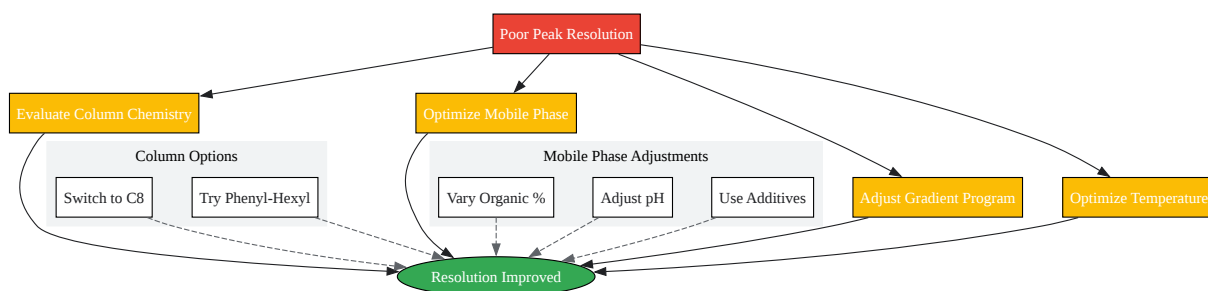 Poor Peak Resolution
Evaluate Column Chemistry
Optimize Mobile Phase
Column Options
Mobile Phase Adjustments
Switch to C8
Try Phenyl-Hexyl
Vary Organic %
Adjust pH
Use Additives
Adjust Gradient Program
Optimize Temperature
Resolution Improved